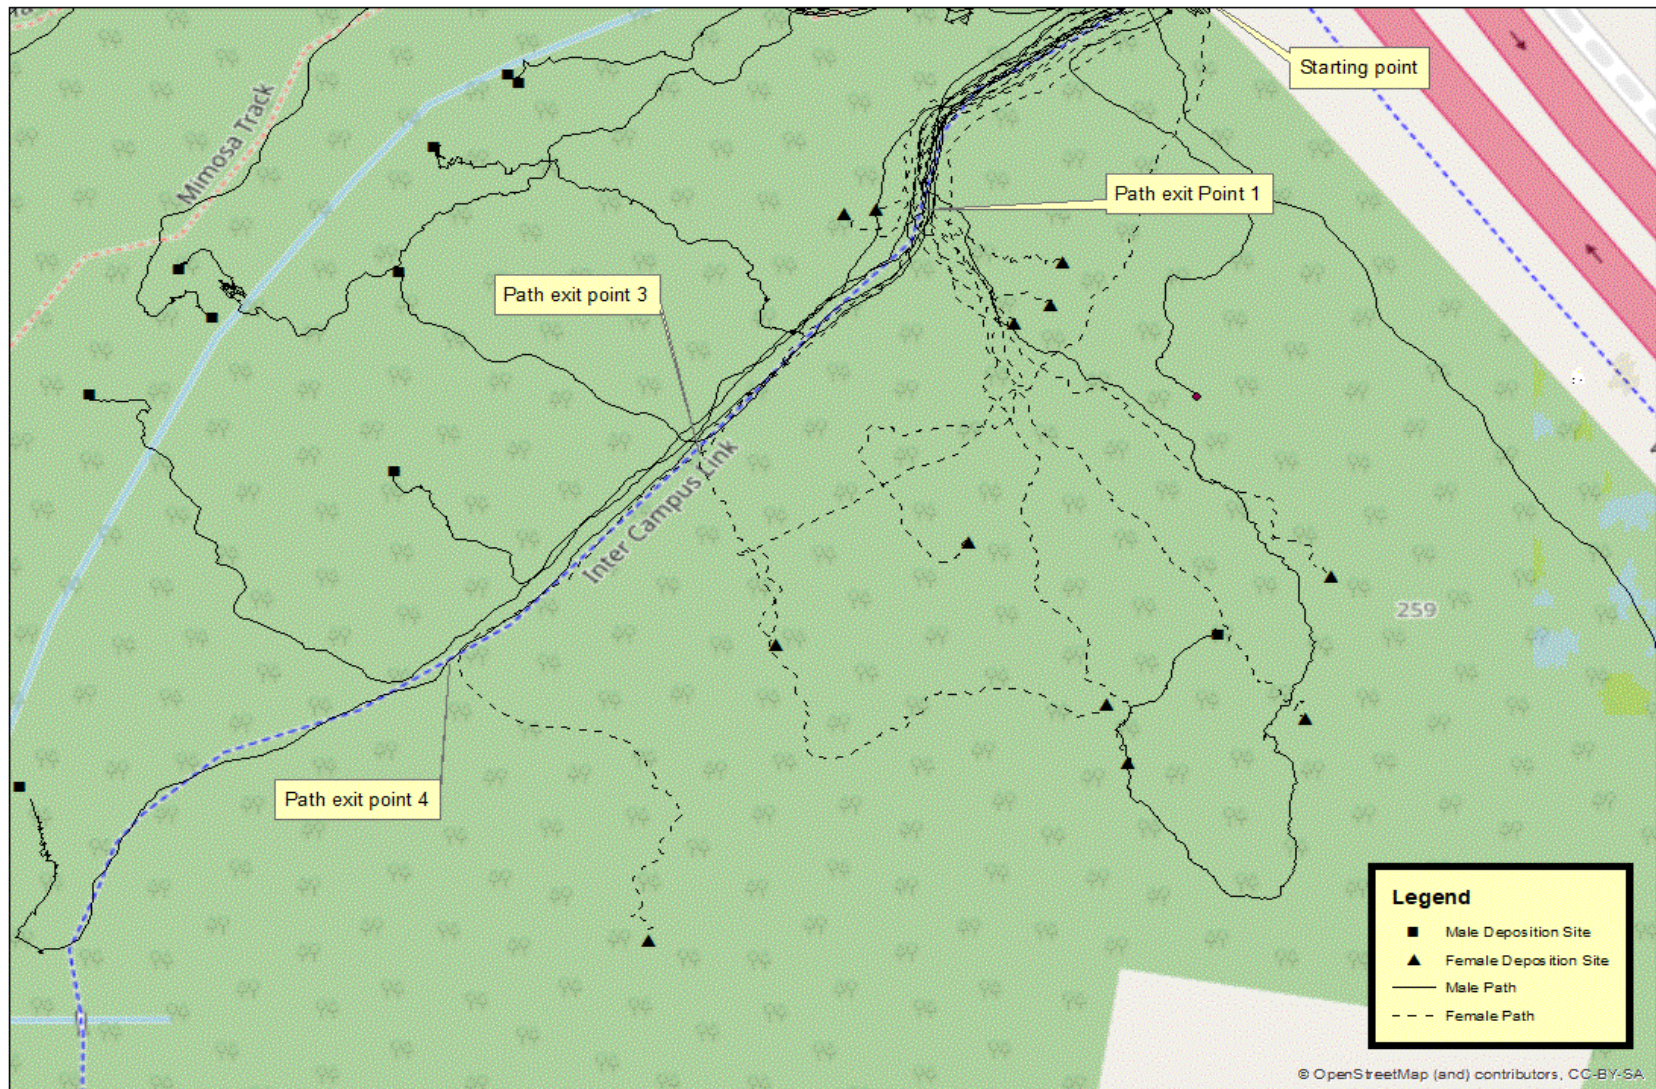 Starting point
Mimosa Track
Path exit Point 1
Path exit point 3
Inter Campus Link
259
Path exit point 4
Legend
Male Deposition Site
Female Deposition Site
Male Path
Female Path
© OpenStreetMap (and) contributors, CC-BY-SA